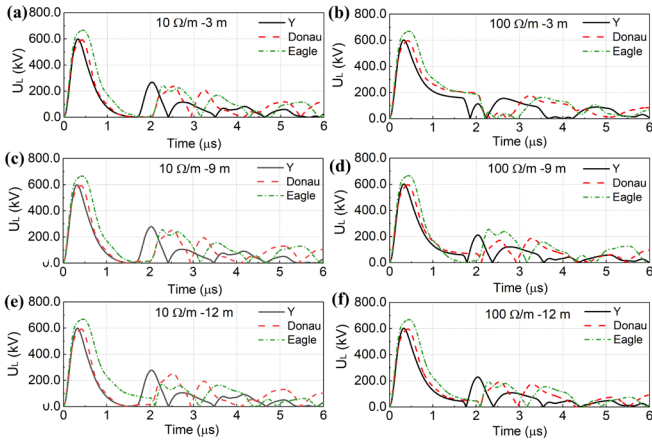 (a)
10 Ω/m -3 m
Y
Donau
Eagle
UL (kV)
800.0
600.0
400.0
200.0
0.0
0 1 2 3 4 5 6
Time (μs)
(b)
100 Ω/m -3 m
Y
Donau
Eagle
UL (kV)
800.0
600.0
400.0
200.0
0.0
0 1 2 3 4 5 6
Time (μs)
(c)
10 Ω/m -9 m
Y
Donau
Eagle
UL (kV)
800.0
600.0
400.0
200.0
0.0
0 1 2 3 4 5 6
Time (μs)
(d)
100 Ω/m -9 m
Y
Donau
Eagle
UL (kV)
800.0
600.0
400.0
200.0
0.0
0 1 2 3 4 5 6
Time (μs)
(e)
10 Ω/m -12 m
Y
Donau
Eagle
UL (kV)
800.0
600.0
400.0
200.0
0.0
0 1 2 3 4 5 6
Time (μs)
(f)
100 Ω/m -12 m
Y
Donau
Eagle
UL (kV)
800.0
600.0
400.0
200.0
0.0
0 1 2 3 4 5 6
Time (μs)